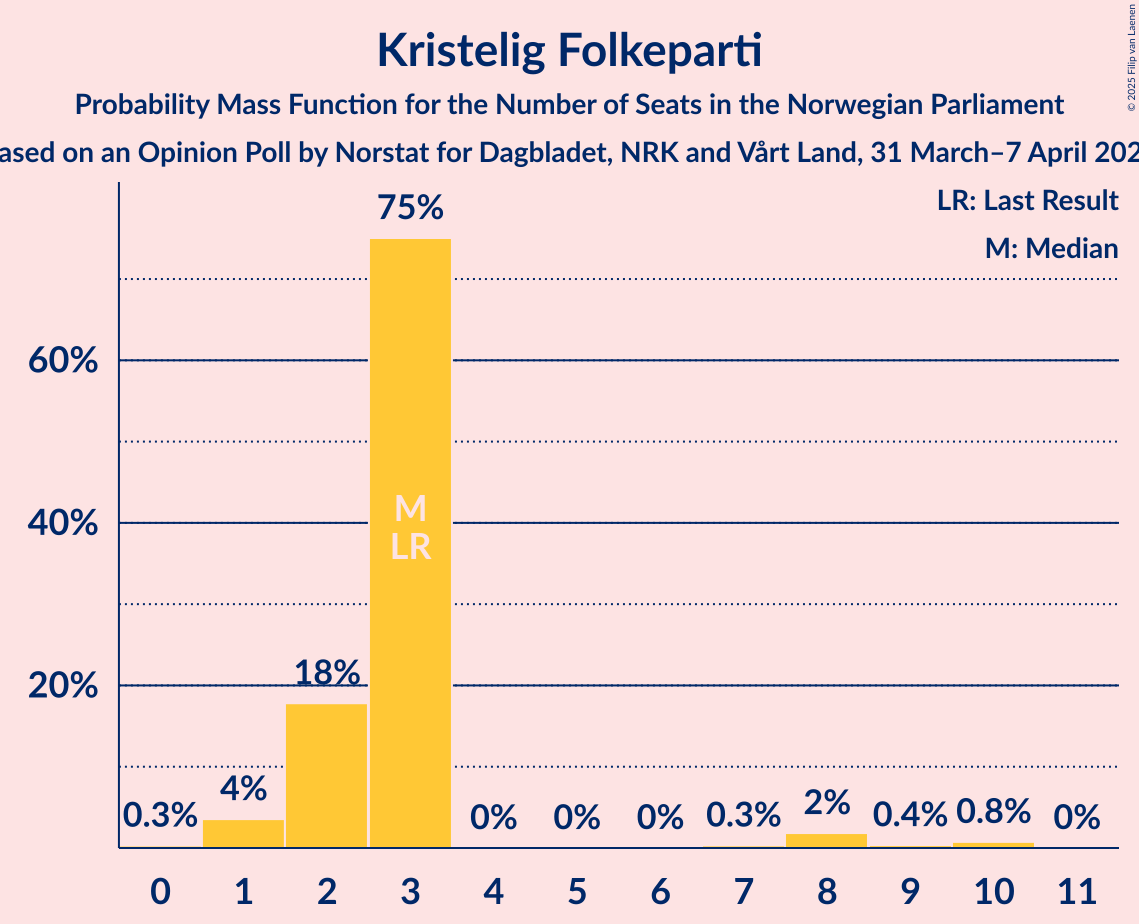 Kristelig Folkeparti
Probability Mass Function for the Number of Seats in the Norwegian Parliament
ased on an Opinion Poll by Norstat for Dagbladet, NRK and Vårt Land, 31 March–7 April 202
© 2025 Filip van Laenen
LR: Last Result
M: Median
75%
60%
40%
20%
M
LR
0.3%
4%
18%
0%
0%
0%
0.3%
2%
0.4%
0.8%
0%
0 1 2 3 4 5 6 7 8 9 10 11